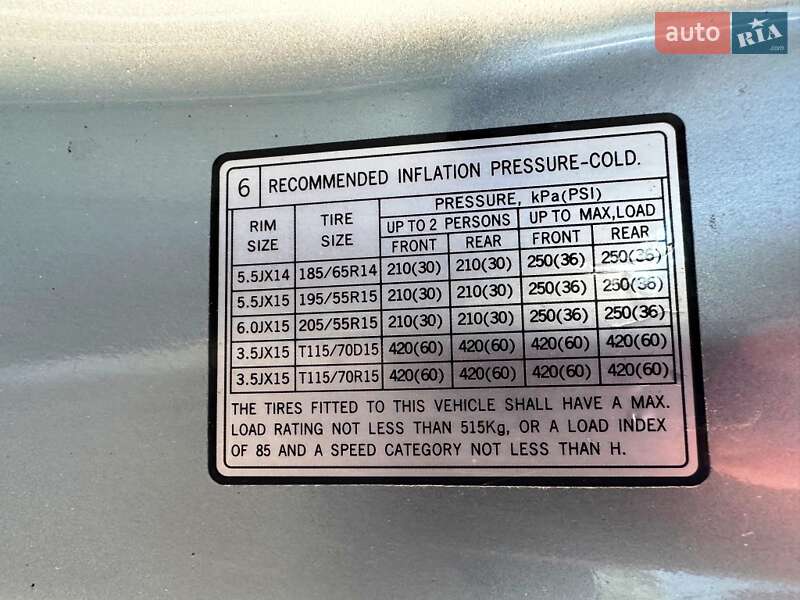 auto RIA.com
6 RECOMMENDED INFLATION PRESSURE-COLD.
RIM SIZE TIRE SIZE PRESSURE, kPa(PSI)
UP TO 2 PERSONS UP TO MAX,LOAD
FRONT REAR FRONT REAR
5.5JX14 185/65R14 210(30) 210(30) 250(36) 250(36)
5.5JX15 195/55R15 210(30) 210(30) 250(36) 250(36)
6.0JX15 205/55R15 210(30) 210(30) 250(36) 250(36)
3.5JX15 T115/70D15 420(60) 420(60) 420(60) 420(60)
3.5JX15 T115/70R15 420(60) 420(60) 420(60) 420(60)
THE TIRES FITTED TO THIS VEHICLE SHALL HAVE A MAX.
LOAD RATING NOT LESS THAN 515Kg, OR A LOAD INDEX
OF 85 AND A SPEED CATEGORY NOT LESS THAN H.